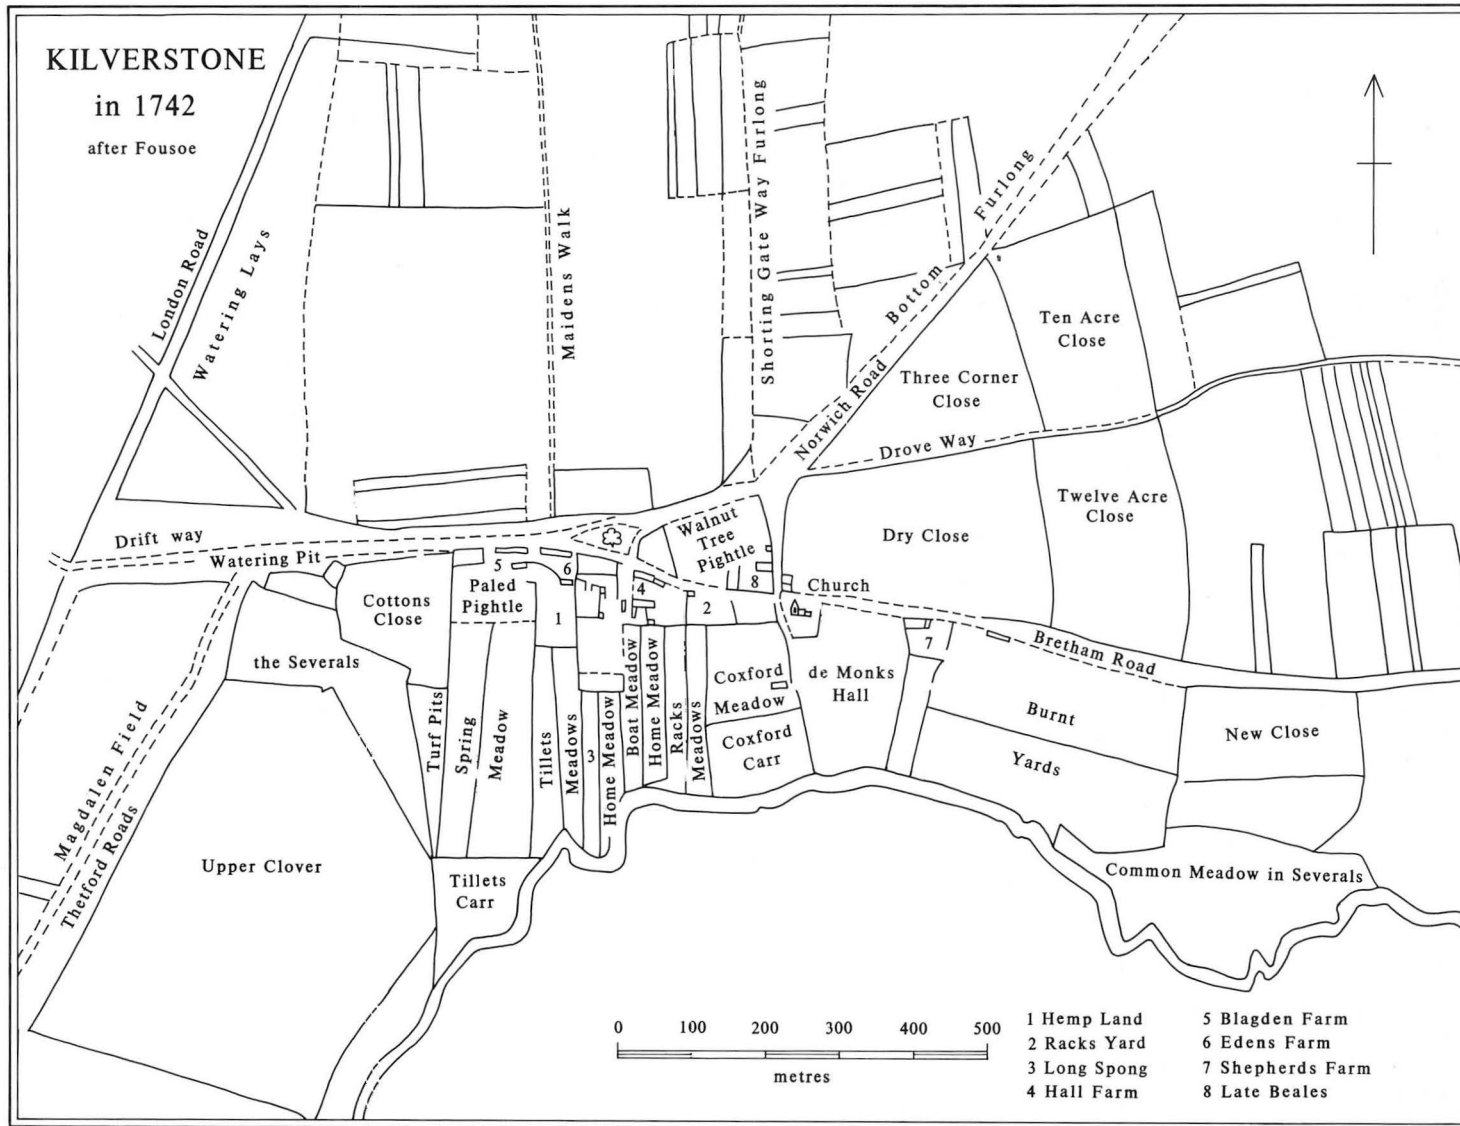 KILVERSTONE
in 1742
after Fousoe
London Road
Watering Lays
Maidens Walk
Shorting Gate Way Furlong
Bottom Furlong
Norwich Road
Ten Acre
Close
Three Corner
Close
Drove Way
Twelve Acre
Close
Dry Close
Walnut
Tree
Pightle
Drift way
Watering Pit
5
6
4
8
Church
Paled
Pightle
Cottons
Close
1
2
7
Bretham Road
the Severals
de Monks
Hall
Coxford
Meadow
Coxford
Carr
Burnt
Yards
New Close
Turf Pits
Spring
Meadow
Tillets
Meadows
3
Home Meadow
Boat Meadow
Home Meadow
Racks
Meadows
Magdalen Field
Thetford Roads
Upper Clover
Tillets
Carr
Common Meadow in Severals
0 100 200 300 400 500
metres
1 Hemp Land
2 Racks Yard
3 Long Spong
4 Hall Farm
5 Blagden Farm
6 Edens Farm
7 Shepherds Farm
8 Late Beales